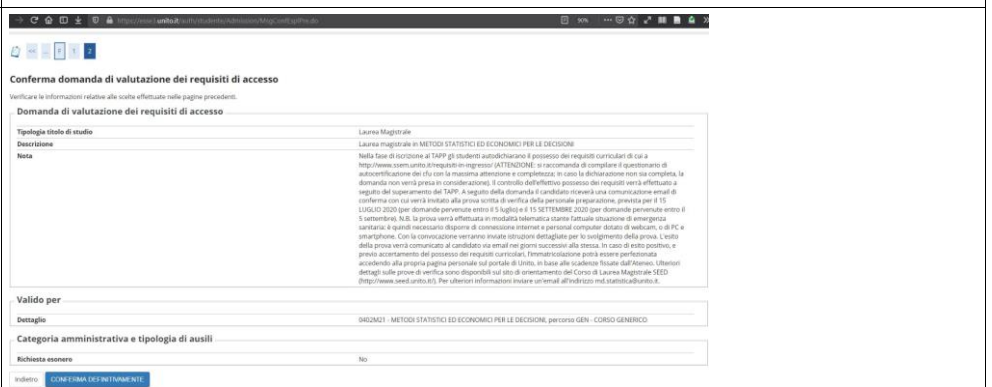 https://esse3.unito.it/auth/studente/Admission/MsgConfEspPre.do 90%
<< ... F 1 2
Conferma domanda di valutazione dei requisiti di accesso
Verificare le informazioni relative alle scelte effettuate nelle pagine precedenti.
Domanda di valutazione dei requisiti di accesso
Tipologia titolo di studio Laurea Magistrale
Descrizione Laurea magistrale in METODI STATISTICI ED ECONOMICI PER LE DECISIONI
Nota Nella fase di iscrizione al TAPP gli studenti autodichiarano il possesso dei requisiti curriculari di cui a
http://www.ssem.unito.it/requisiti-in-ingresso/ (ATTENZIONE: si raccomanda di compilare il questionario di
autocertificazione dei cfu con la massima attenzione e completezza; in caso la dichiarazione non sia completa, la
domanda non verrà presa in considerazione), il controllo dell'effettivo possesso dei requisiti verrà effettuato a
seguito del superamento del TAPP. A seguito della domanda il candidato riceverà una comunicazione email di
conferma con cui verrà invitato alla prova scritta di verifica della personale preparazione, prevista per il 15
LUGLIO 2020 (per domande pervenute entro il 5 luglio) e il 15 SETTEMBRE 2020 (per domande pervenute entro il
5 settembre). N.B. la prova verrà effettuata in modalità telematica stante l'attuale situazione di emergenza
sanitaria: è quindi necessario disporre di connessione internet e personal computer dotato di webcam, o di PC e
smartphone. Con la convocazione verranno inviate istruzioni dettagliate per lo svolgimento della prova. L'esito
della prova verrà comunicato al candidato via email nei giorni successivi alla stessa. In caso di esito positivo, e
previo accertamento del possesso dei requisiti curricolari, l'immatricolazione potrà essere perfezionata
accedendo alla propria pagina personale sul portale di Unito, in base alle scadenze fissate dall'Ateneo. Ulteriori
dettagli sulle prove di verifica sono disponibili sul sito di orientamento del Corso di Laurea Magistrale SEED
(http://www.seed.unito.it/). Per ulteriori informazioni inviare un'email all'indirizzo md.statistica@unito.it.
Valido per
Dettaglio 0402M21 - METODI STATISTICI ED ECONOMICI PER LE DECISIONI, percorso GEN - CORSO GENERICO
Categoria amministrativa e tipologia di ausili
Richiesta esonero No
Indietro CONFERMA DEFINITIVAMENTE